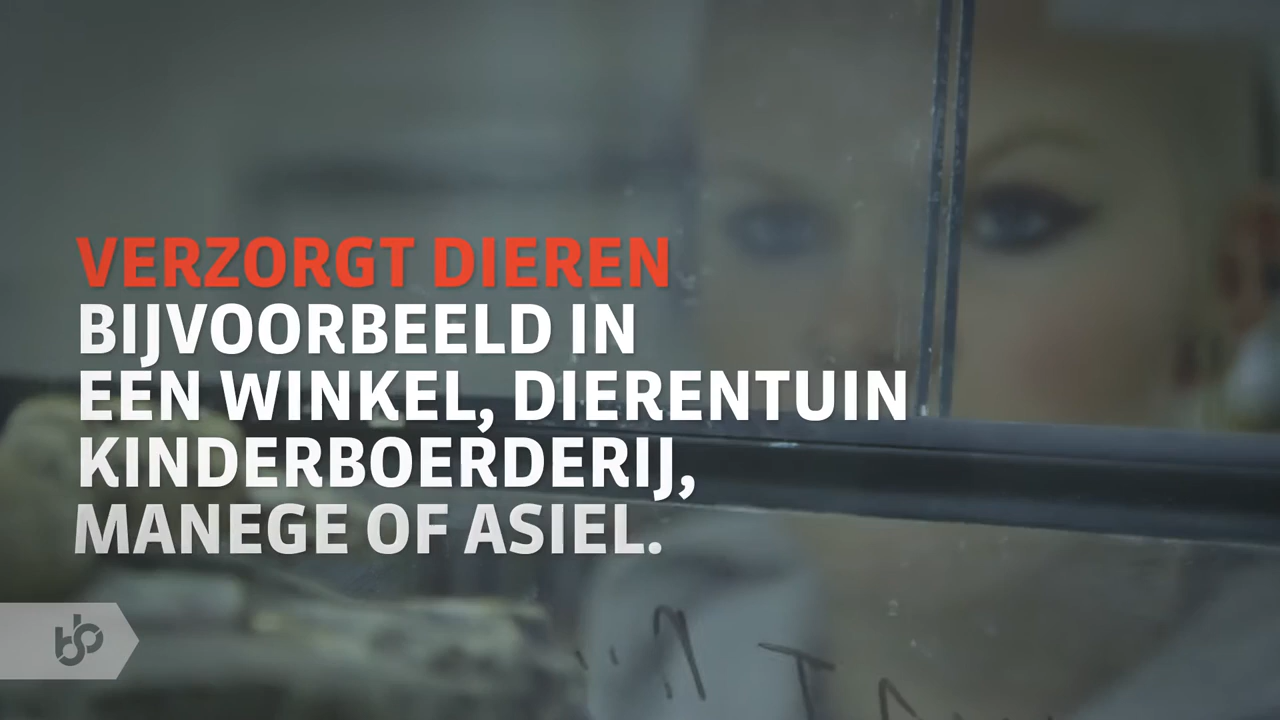 VERZORGT DIEREN
BIJVOORBEELD IN
EEN WINKEL, DIERENTUIN
KINDERBOERDERIJ,
MANEGE OF ASIEL.